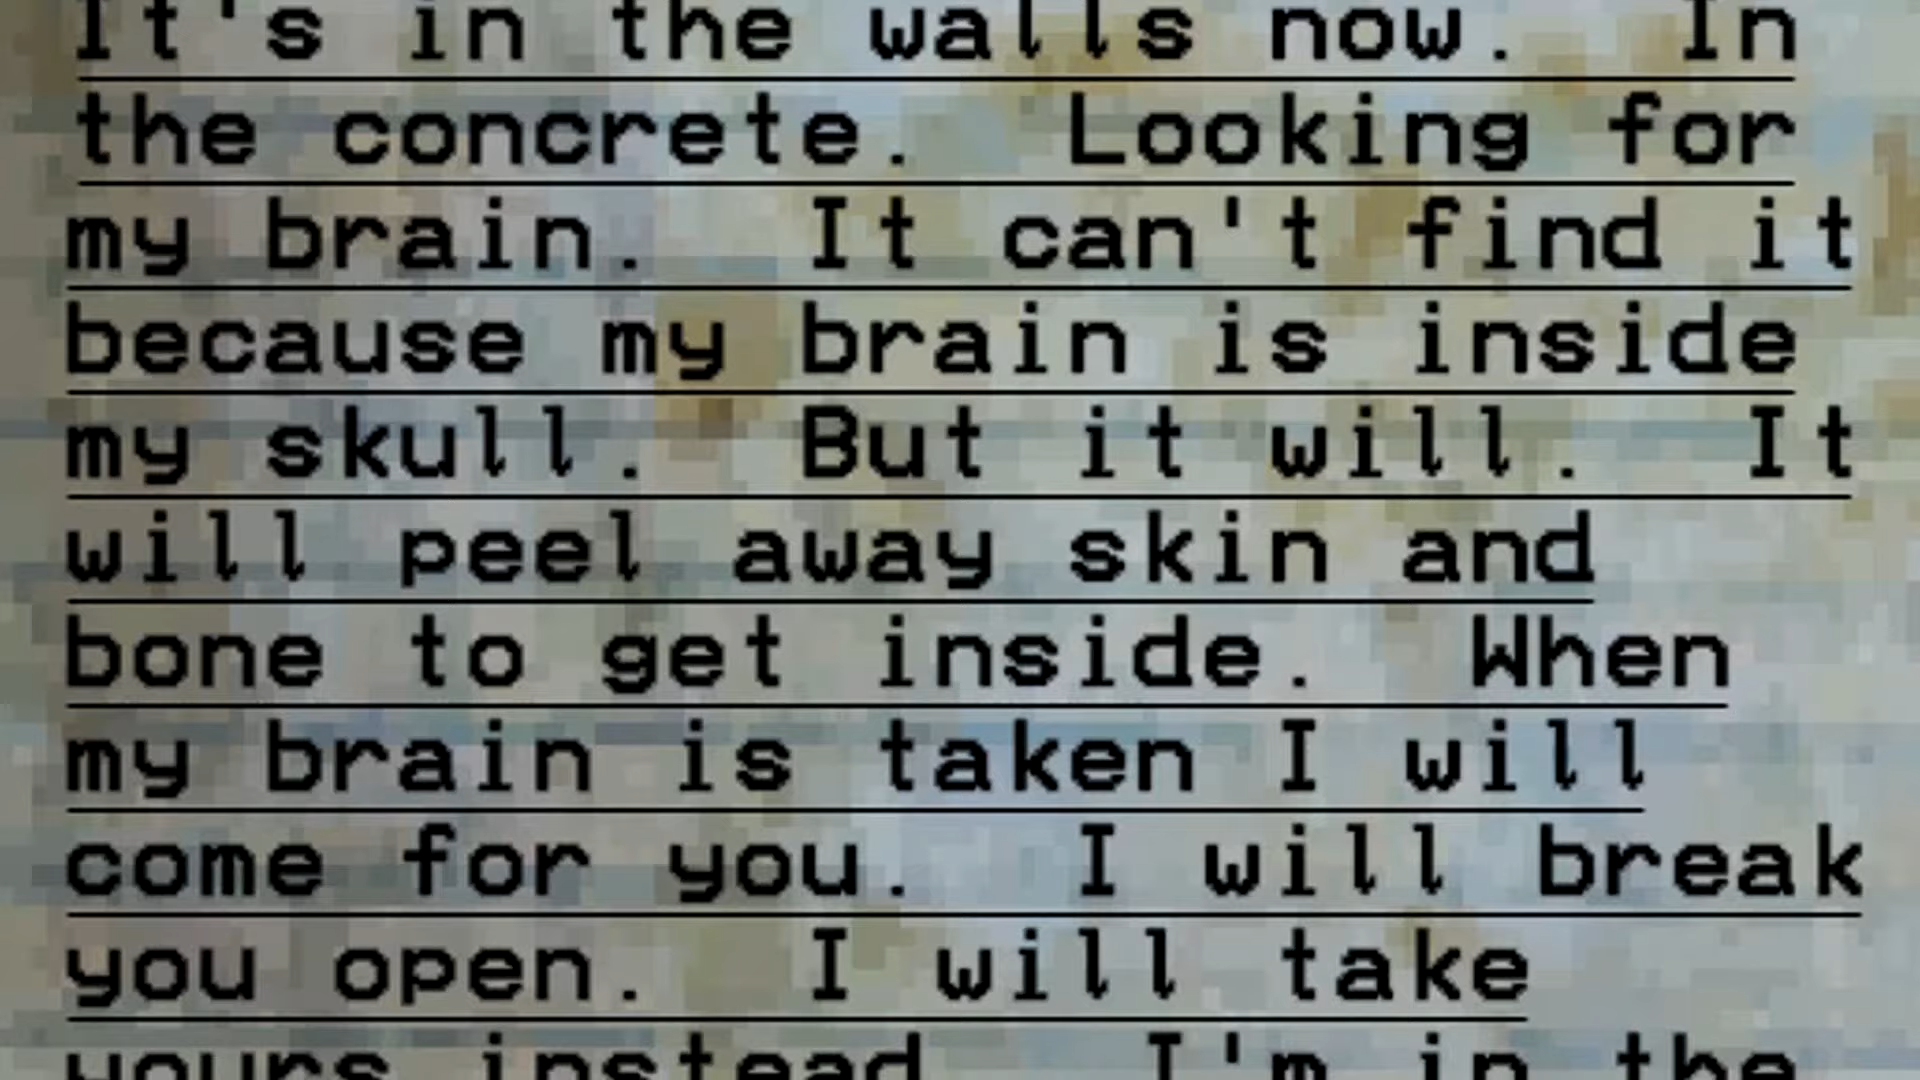 It's in the walls now.  In
the concrete.  Looking for
my brain.  It can't find it
because my brain is inside
my skull.  But it will.  It
will peel away skin and
bone to get inside.  When
my brain is taken I will
come for you.  I will break
you open.  I will take
yours instead  I'm in the